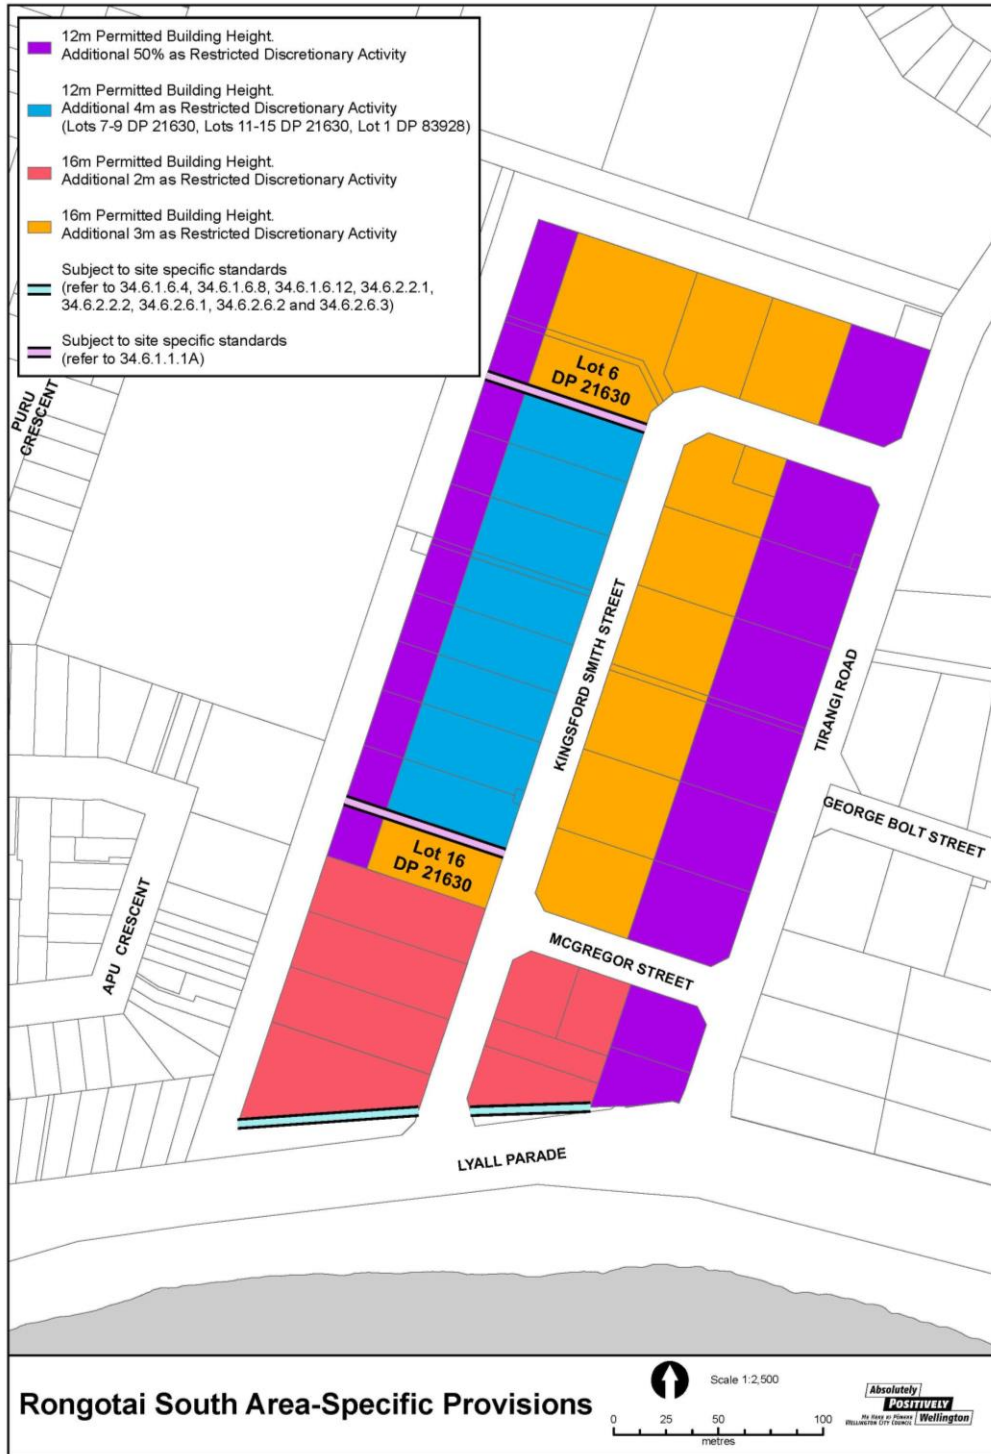 12m Permitted Building Height.
Additional 50% as Restricted Discretionary Activity
12m Permitted Building Height.
Additional 4m as Restricted Discretionary Activity
(Lots 7-9 DP 21630, Lots 11-15 DP 21630, Lot 1 DP 83928)
16m Permitted Building Height.
Additional 2m as Restricted Discretionary Activity
16m Permitted Building Height.
Additional 3m as Restricted Discretionary Activity
Subject to site specific standards
(refer to 34.6.1.6.4, 34.6.1.6.8, 34.6.1.6.12, 34.6.2.2.1,
34.6.2.2.2, 34.6.2.6.1, 34.6.2.6.2 and 34.6.2.6.3)
Subject to site specific standards
(refer to 34.6.1.1.1A)
PURU
CRESCENT
Lot 6
DP 21630
KINGSFORD SMITH STREET
TIRANGI ROAD
GEORGE BOLT STREET
Lot 16
DP 21630
APU CRESCENT
MCGREGOR STREET
LYALL PARADE
Rongotai South Area-Specific Provisions
Scale 1:2,500
0 25 50 100
metres
Absolutely
POSITIVELY
ME HEKE KI PŌNEKE
WELLINGTON CITY COUNCIL
Wellington